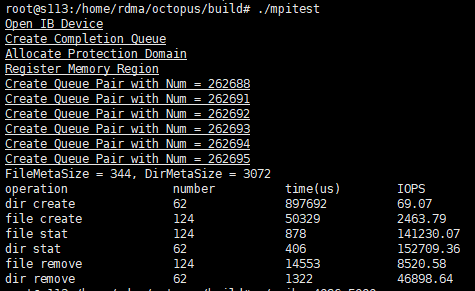 root@s113:/home/rdma/octopus/build# ./mpitest
Open IB Device
Create Completion Queue
Allocate Protection Domain
Register Memory Region
Create Queue Pair with Num = 262688
Create Queue Pair with Num = 262691
Create Queue Pair with Num = 262692
Create Queue Pair with Num = 262693
Create Queue Pair with Num = 262694
Create Queue Pair with Num = 262695
FileMetaSize = 344, DirMetaSize = 3072
operation number time(us) IOPS
dir create 62 897692 69.07
file create 124 50329 2463.79
file stat 124 878 141230.07
dir stat 62 406 152709.36
file remove 124 14553 8520.58
dir remove 62 1322 46898.64